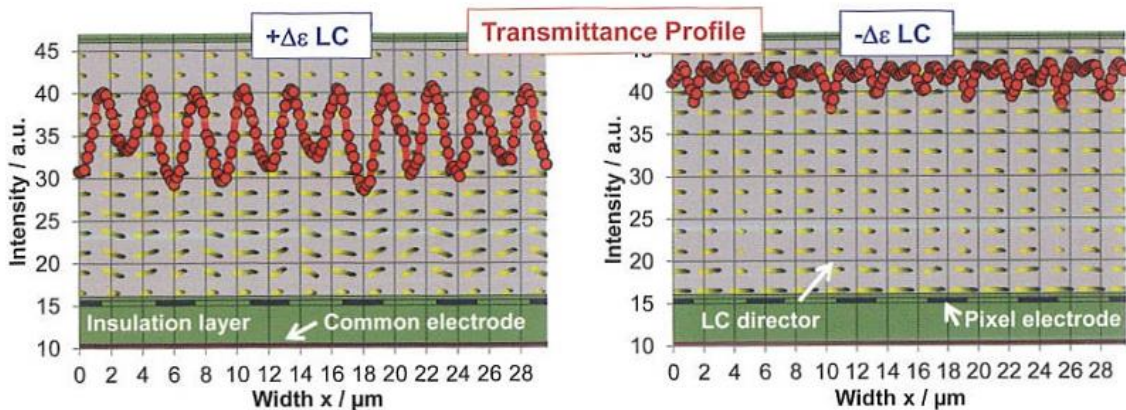 +Δε LC
Transmittance Profile
-Δε LC
45
40
35
30
25
20
15
10
Intensity / a.u.
Insulation layer
Common electrode
0 2 4 6 8 10 12 14 16 18 20 22 24 26 28
Width x / µm
40
35
30
25
20
15
10
Intensity / a.u.
LC director
Pixel electrode
0 2 4 6 8 10 12 14 16 18 20 22 24 26 28
Width x / µm